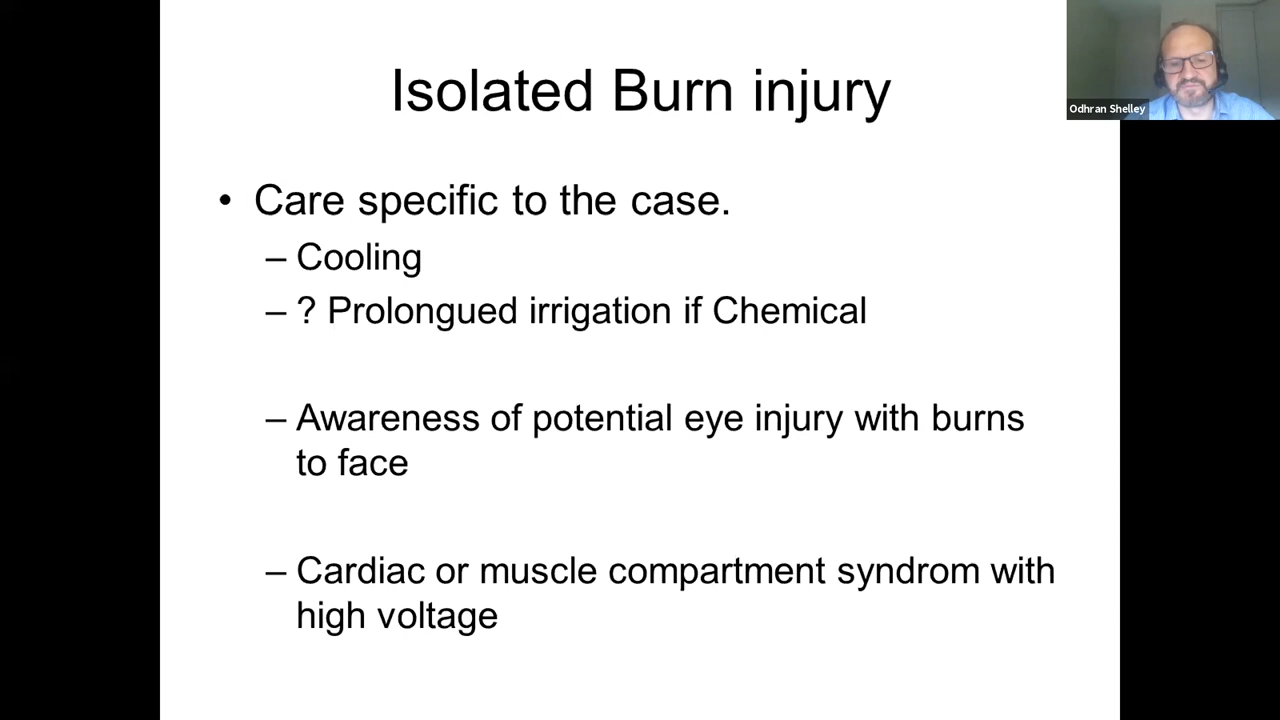 Isolated Burn injury
Odhran Shelley
• Care specific to the case.
– Cooling
– ? Prolongued irrigation if Chemical
– Awareness of potential eye injury with burns
to face
– Cardiac or muscle compartment syndrom with
high voltage